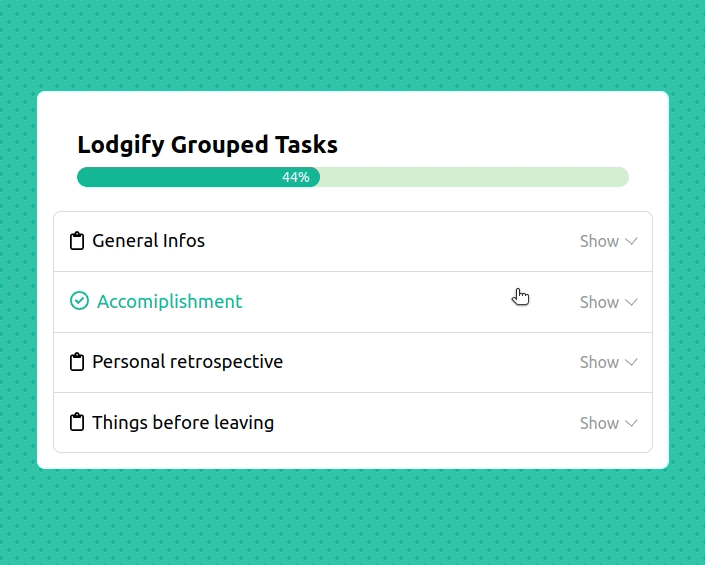 Lodgify Grouped Tasks
44%
General Infos Show
Accomiplishment Show
Personal retrospective Show
Things before leaving Show